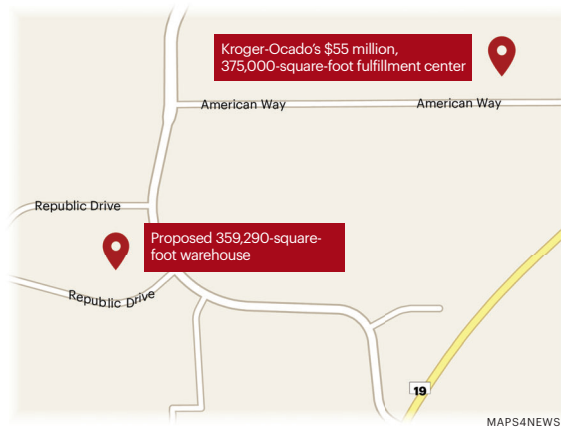 Kroger-Ocado's $55 million,
375,000-square-foot fulfillment center
American Way
American Way
Republic Drive
Proposed 359,290-square-
foot warehouse
Republic Drive
19
MAPS4NEWS